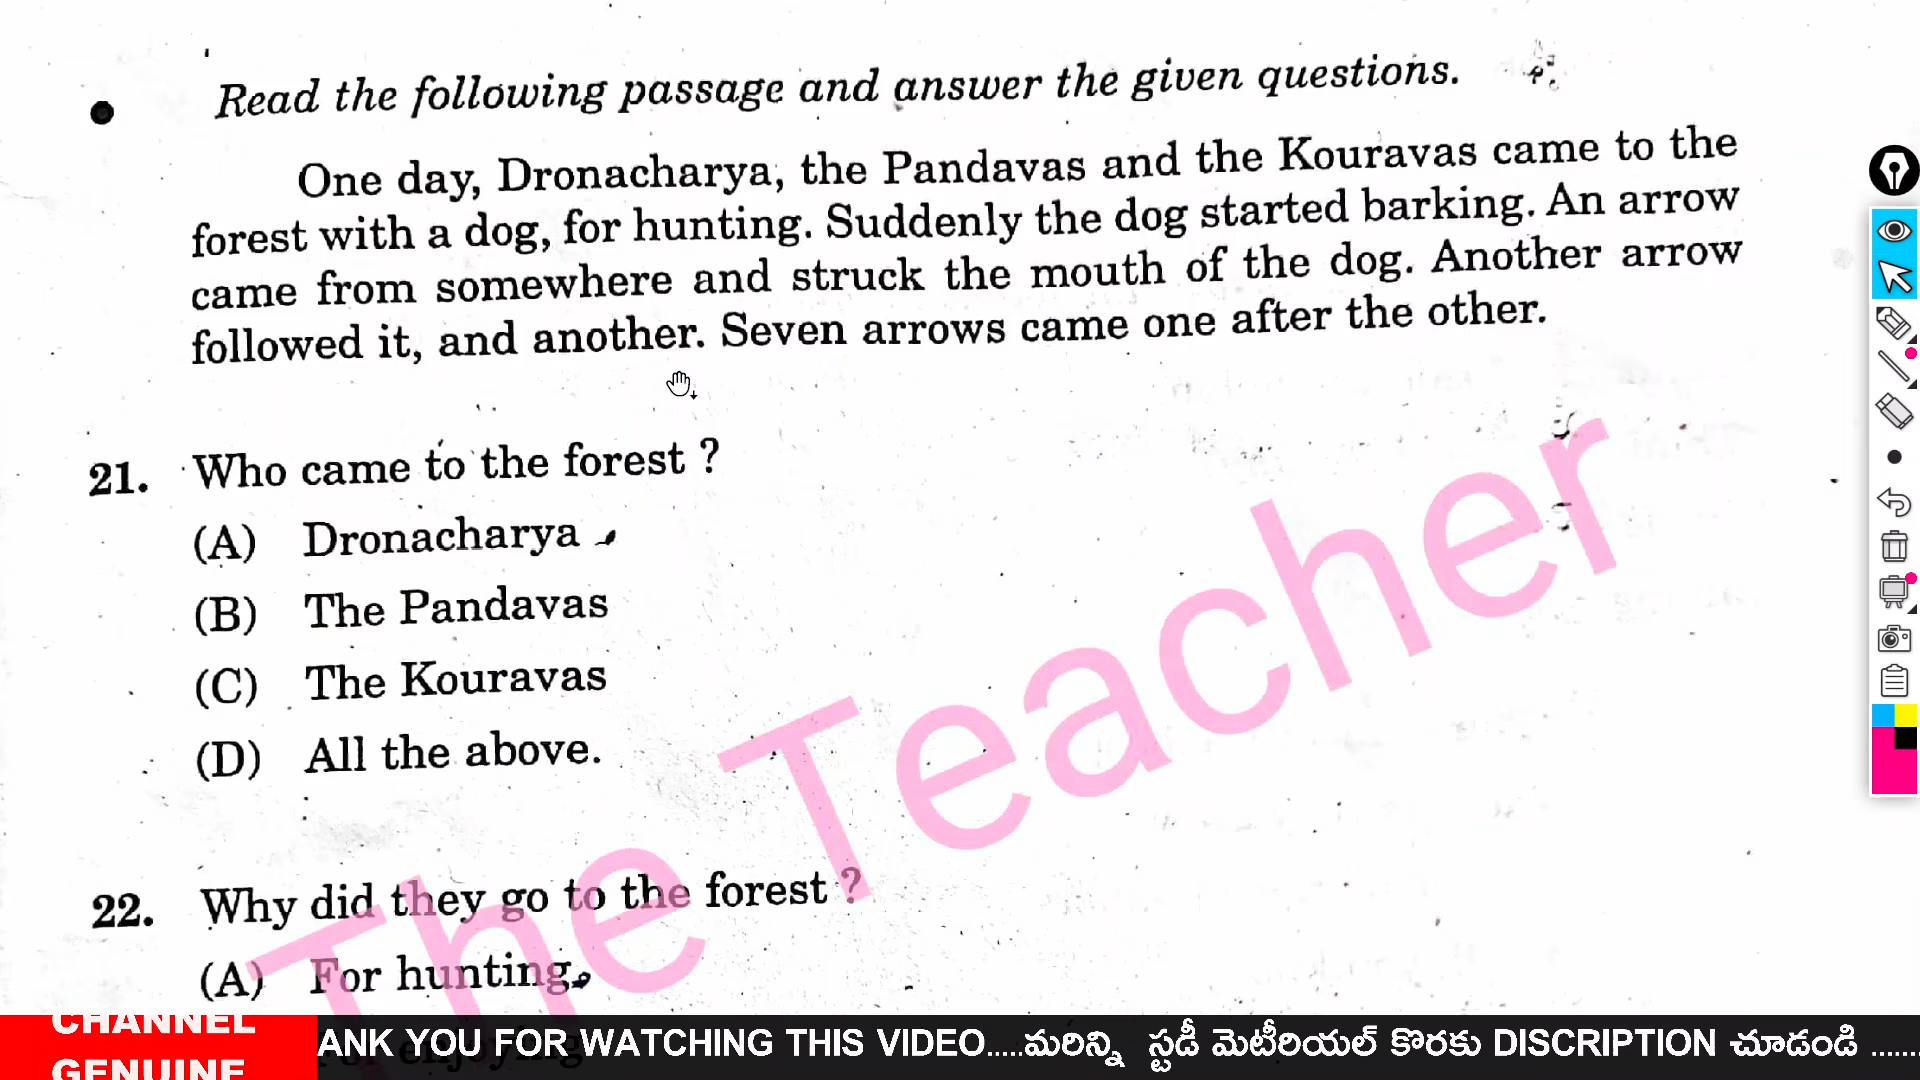 Read the following passage and answer the given questions.
One day, Dronacharya, the Pandavas and the Kouravas came to the
forest with a dog, for hunting. Suddenly the dog started barking. An arrow
came from somewhere and struck the mouth of the dog. Another arrow
followed it, and another. Seven arrows came one after the other.
21. Who came to the forest ?
(A) Dronacharya
(B) The Pandavas
(C) The Kouravas
(D) All the above.
22. Why did they go to the forest ?
(A) For hunting
enjoying
The Teacher
CHANNEL
GENUINE
ANK YOU FOR WATCHING THIS VIDEO.....మరిన్ని స్టడీ మెటీరియల్ కొరకు DISCRIPTION చూడండి .......